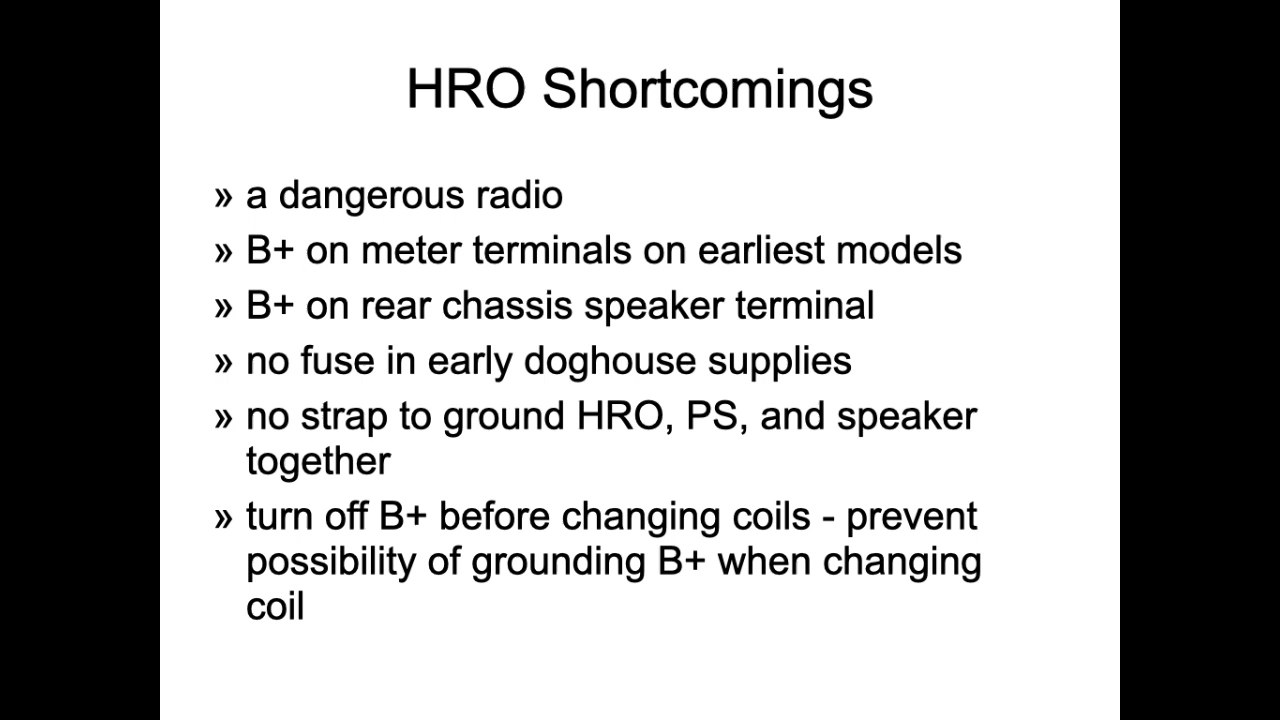 HRO Shortcomings
» a dangerous radio
» B+ on meter terminals on earliest models
» B+ on rear chassis speaker terminal
» no fuse in early doghouse supplies
» no strap to ground HRO, PS, and speaker
together
» turn off B+ before changing coils - prevent
possibility of grounding B+ when changing
coil